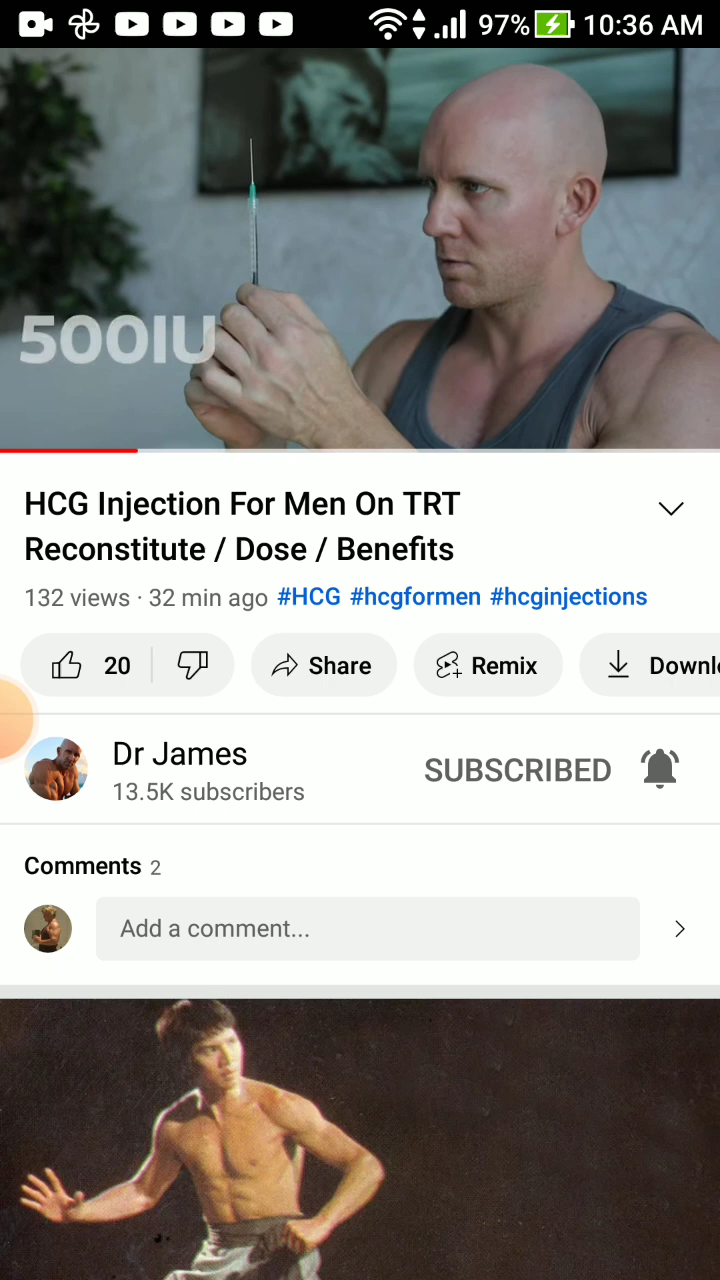 97% 10:36 AM
500IU
HCG Injection For Men On TRT
Reconstitute / Dose / Benefits
132 views · 32 min ago #HCG #hcgformen #hcginjections
20 Share Remix Downlo
Dr James
13.5K subscribers
SUBSCRIBED
Comments 2
Add a comment...